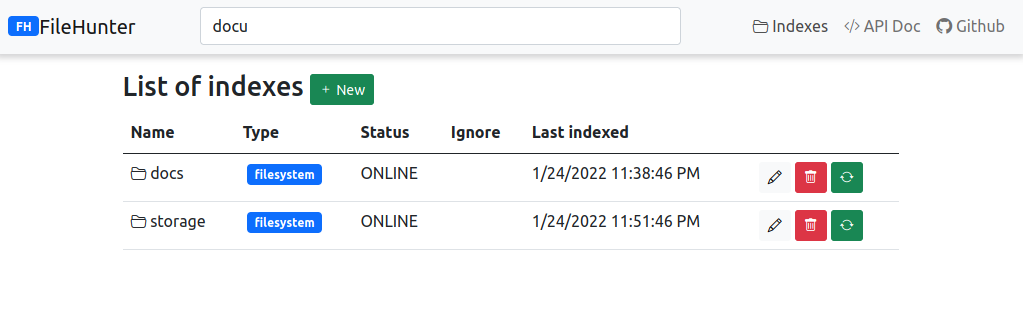 FH FileHunter docu Indexes </> API Doc Github
List of indexes + New
Name Type Status Ignore Last indexed
docs filesystem ONLINE 1/24/2022 11:38:46 PM
storage filesystem ONLINE 1/24/2022 11:51:46 PM